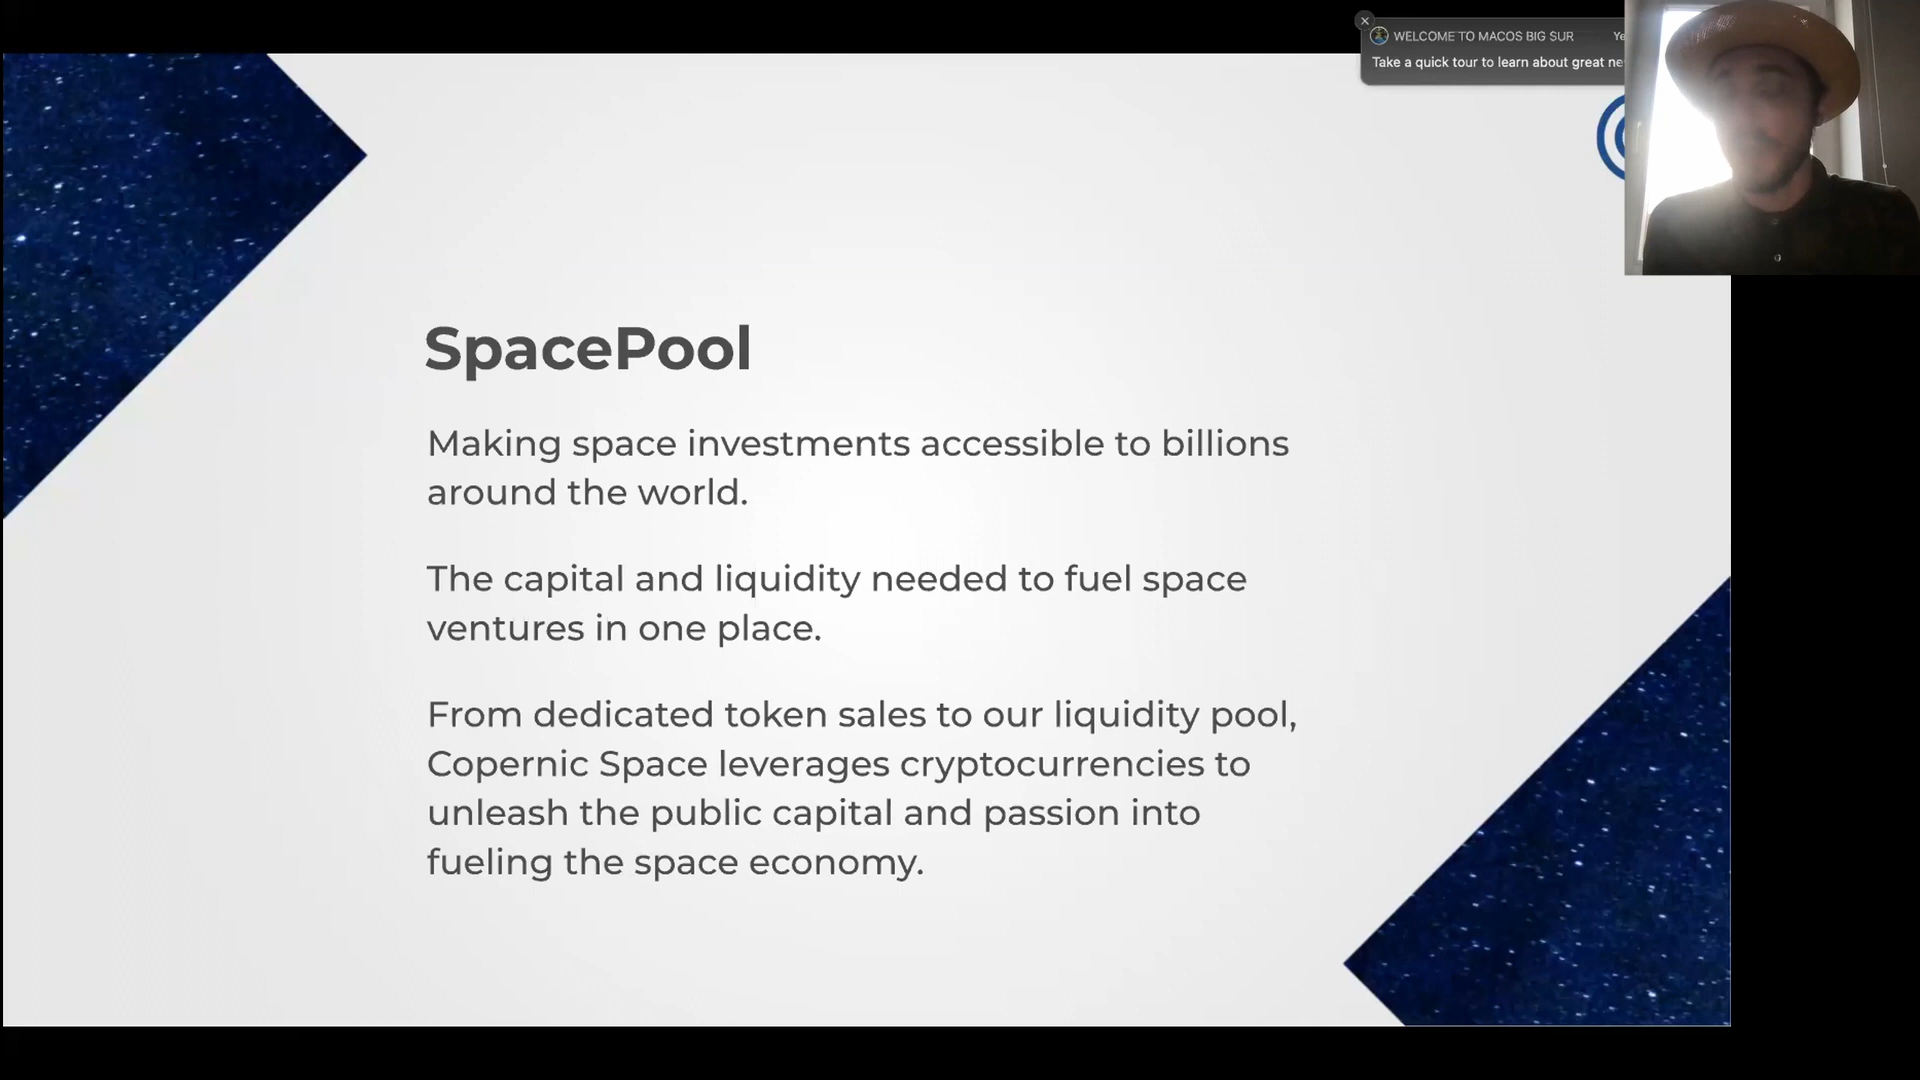 WELCOME TO MACOS BIG SUR
Take a quick tour to learn about great
SpacePool
Making space investments accessible to billions
around the world.
The capital and liquidity needed to fuel space
ventures in one place.
From dedicated token sales to our liquidity pool,
Copernic Space leverages cryptocurrencies to
unleash the public capital and passion into
fueling the space economy.